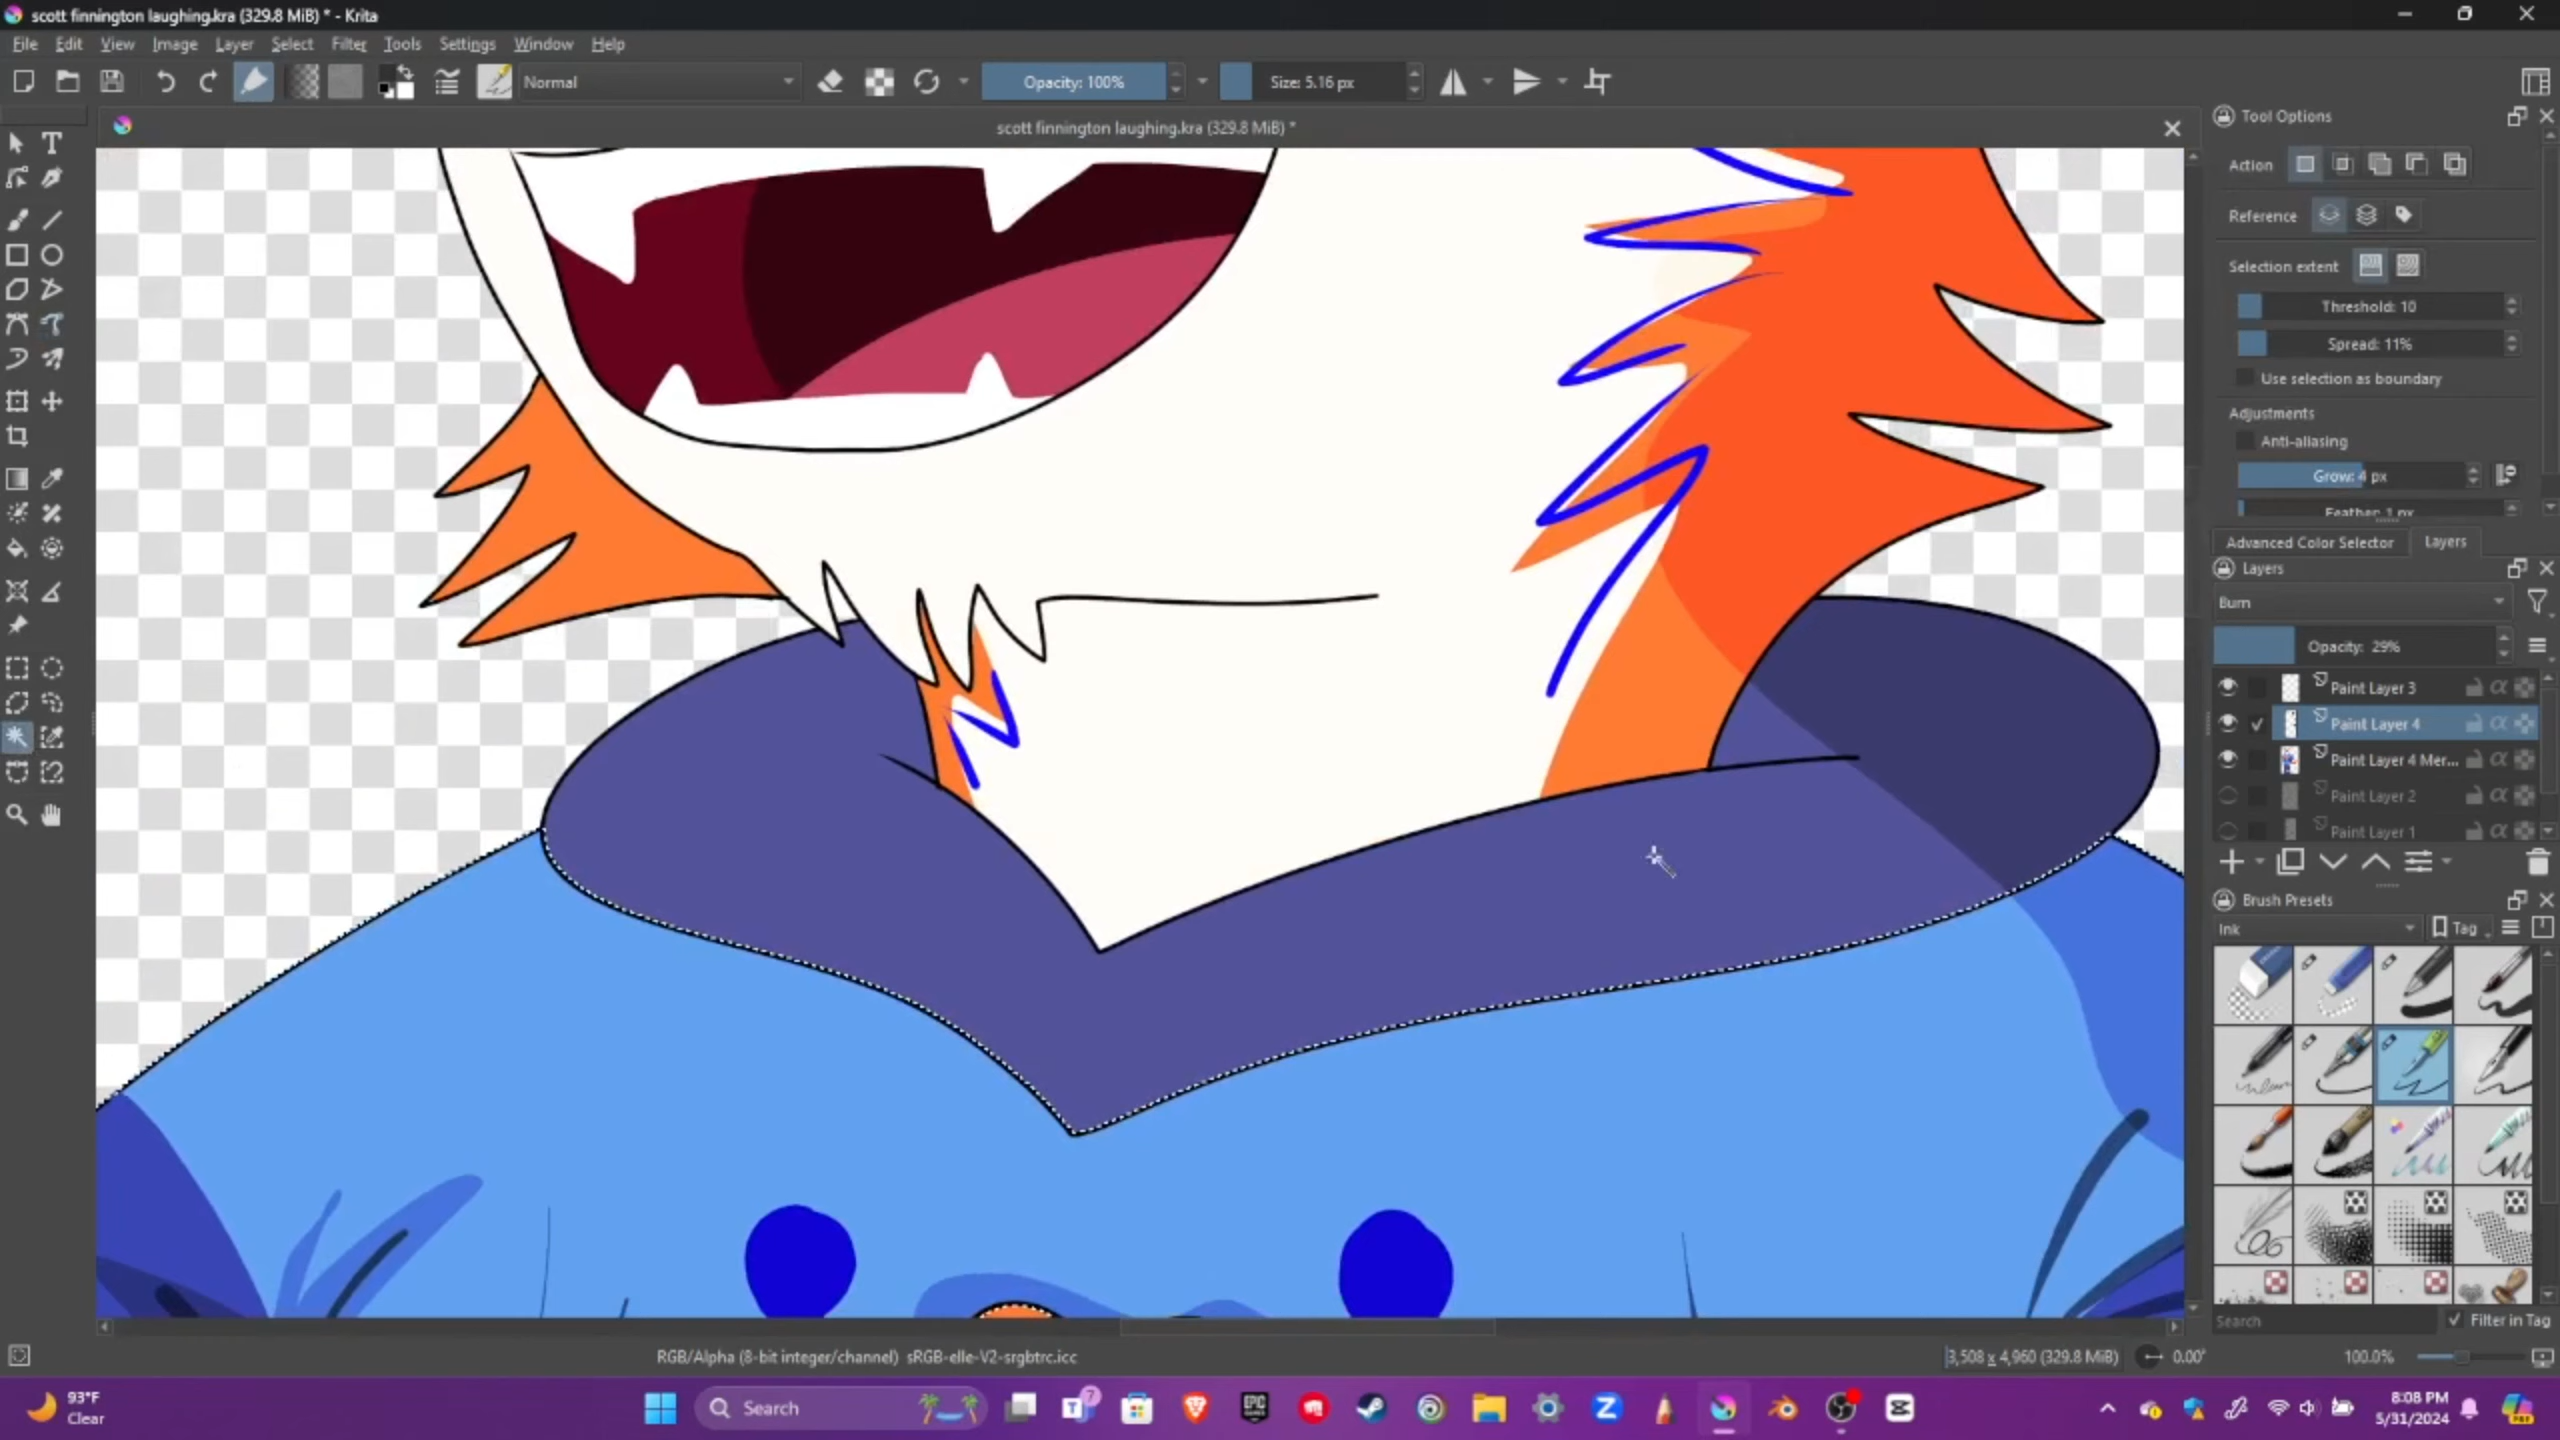 scott finnington laughing.kra (329.8 MiB) * - Krita
File Edit View Image Layer Select Filter Tools Settings Window Help
Normal
Opacity: 100%
Size: 5.16 px
scott finnington laughing.kra (329.8 MiB) *
Tool Options
Action
Reference
Selection extent
Threshold: 10
Spread: 11%
Use selection as boundary
Adjustments
Anti-aliasing
Grow: 4 px
Feather: 1 px
Advanced Color Selector Layers
Layers
Burn
Opacity: 29%
Paint Layer 3
Paint Layer 4
Paint Layer 4 Mer...
Paint Layer 2
Paint Layer 1
Brush Presets
Ink Tag
Search Filter in Tag
RGB/Alpha (8-bit integer/channel) sRGB-elle-V2-srgbtrc.icc
3,508 x 4,960 (329.8 MiB) 0.00° 100.0%
93°F
Clear
Search
7
EPIC
GAMES
8:08 PM
5/31/2024